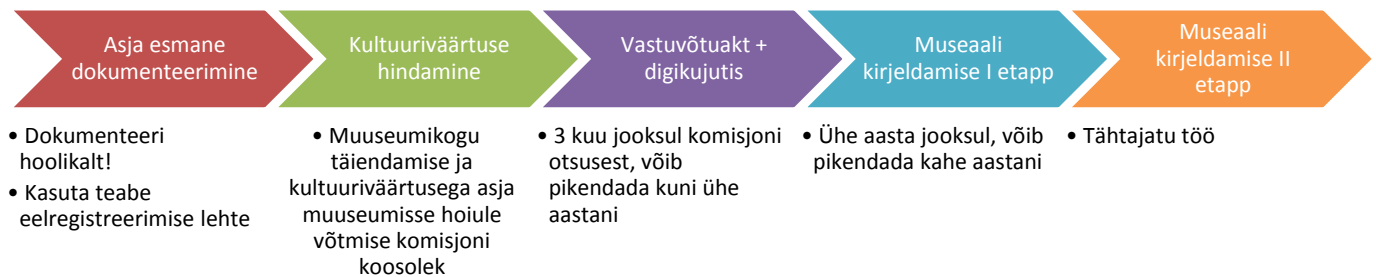 Asja esmane
dokumenteerimine
Kultuuriväärtuse
hindamine
Vastuvõtuakt +
digikujutis
Museaali
kirjeldamise I etapp
Museaali
kirjeldamise II
etapp
• Dokumenteeri
hoolikalt!
• Kasuta teabe
eelregistreerimise lehte
• Muuseumikogu
täiendamise ja
kultuuriväärtusega asja
muuseumisse hoiule
võtmise komisjoni
koosolek
• 3 kuu jooksul komisjoni
otsusest, võib
pikendada kuni ühe
aastani
• Ühe aasta jooksul, võib
pikendada kahe aastani
• Tähtajatu töö